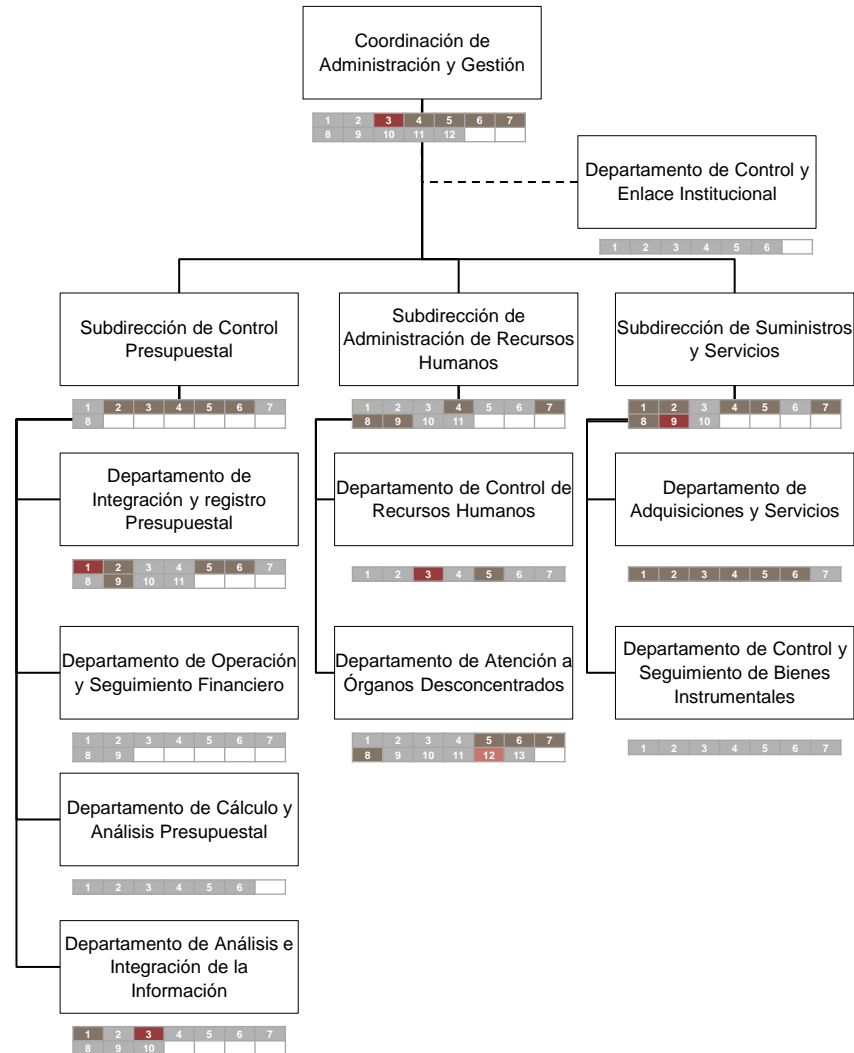 Coordinación de
Administración y Gestión
1 2 3 4 5 6 7
8 9 10 11 12
Departamento de Control y
Enlace Institucional
1 2 3 4 5 6
Subdirección de Control
Presupuestal
1 2 3 4 5 6 7
8
Subdirección de
Administración de Recursos
Humanos
1 2 3 4 5 6 7
8 9 10 11
Subdirección de Suministros
y Servicios
1 2 3 4 5 6 7
8 9 10
Departamento de
Integración y registro
Presupuestal
1 2 3 4 5 6 7
8 9 10 11
Departamento de Control de
Recursos Humanos
1 2 3 4 5 6 7
Departamento de
Adquisiciones y Servicios
1 2 3 4 5 6 7
Departamento de Operación
y Seguimiento Financiero
1 2 3 4 5 6 7
8 9
Departamento de Atención a
Órganos Desconcentrados
1 2 3 4 5 6 7
8 9 10 11 12 13
Departamento de Control y
Seguimiento de Bienes
Instrumentales
1 2 3 4 5 6 7
Departamento de Cálculo y
Análisis Presupuestal
1 2 3 4 5 6
Departamento de Análisis e
Integración de la
Información
1 2 3 4 5 6 7
8 9 10